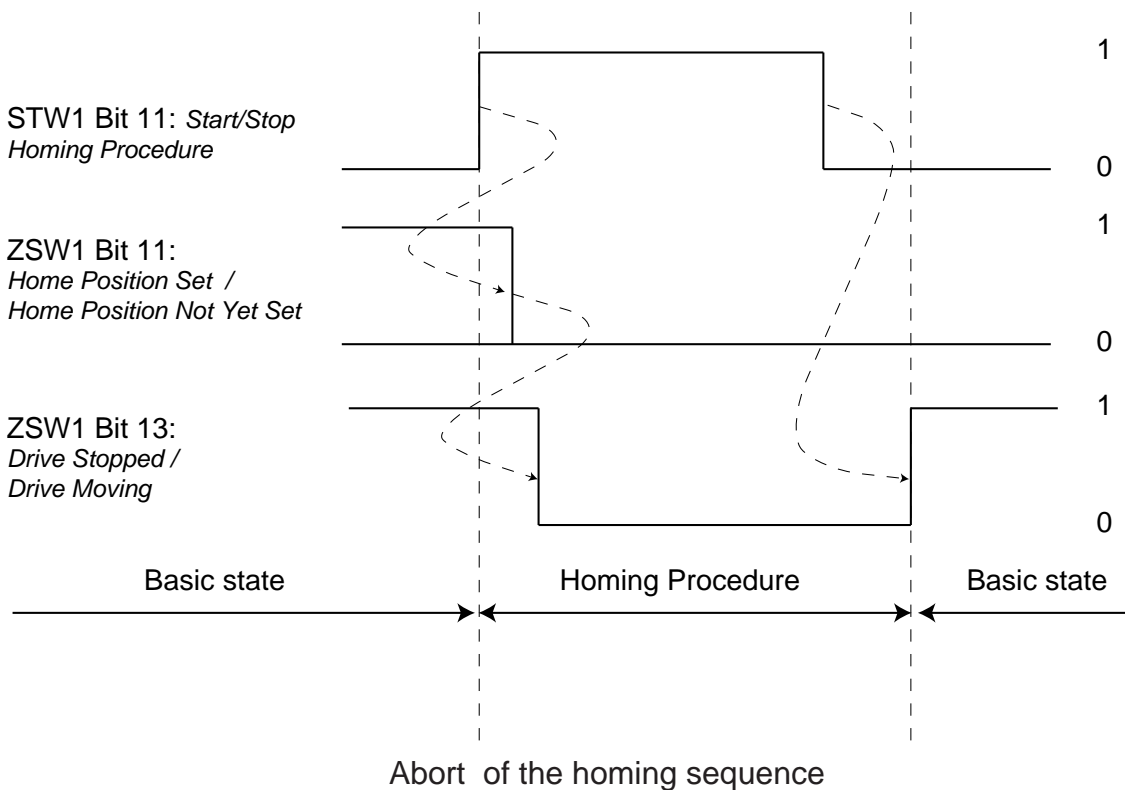 1
STW1 Bit 11: Start/Stop
Homing Procedure
0
1
ZSW1 Bit 11:
Home Position Set /
Home Position Not Yet Set
0
1
ZSW1 Bit 13:
Drive Stopped /
Drive Moving
0
Basic state Homing Procedure Basic state
Abort of the homing sequence